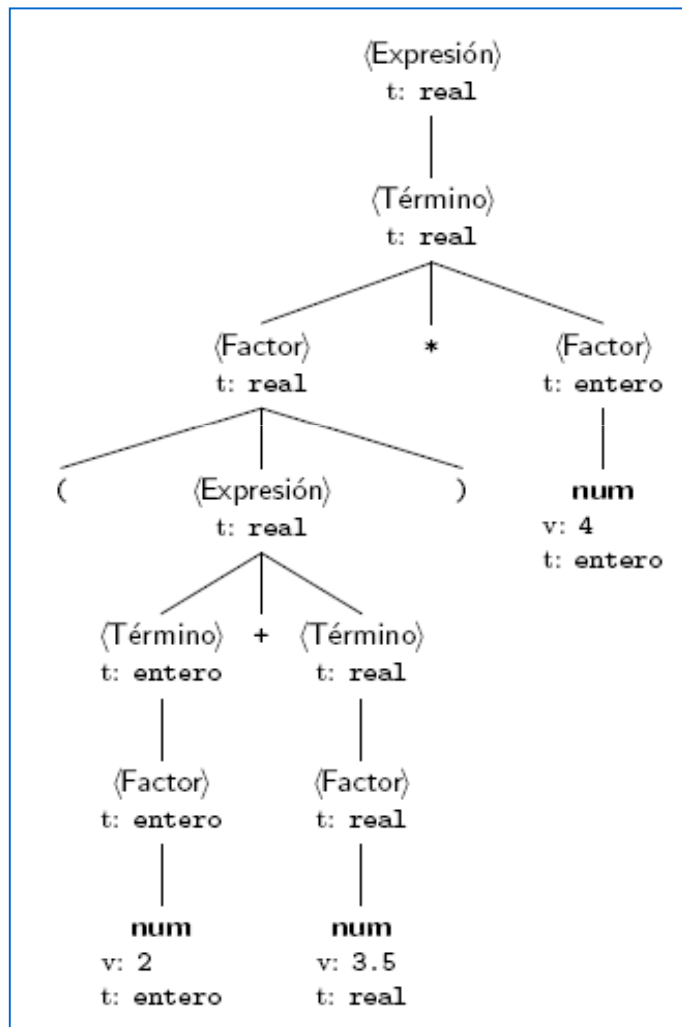 ⟨Expresión⟩
t: real
⟨Término⟩
t: real
⟨Factor⟩ * ⟨Factor⟩
t: real t: entero
( ⟨Expresión⟩ ) num
t: real v: 4
t: entero
⟨Término⟩ + ⟨Término⟩
t: entero t: real
⟨Factor⟩ ⟨Factor⟩
t: entero t: real
num num
v: 2 v: 3.5
t: entero t: real